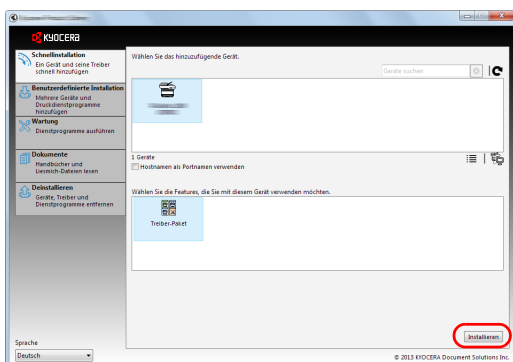 KYOCERA
Schnellinstallation
Ein Gerät und seine Treiber
schnell hinzufügen
Benutzerdefinierte Installation
Mehrere Geräte und
Druckdienstprogramme
hinzufügen
Wartung
Dienstprogramme ausführen
Dokumente
Handbücher und
Liesmich-Dateien lesen
Deinstallieren
Geräte, Treiber und
Dienstprogramme entfernen
Sprache
Deutsch
Wählen Sie das hinzuzufügende Gerät.
Geräte suchen
1 Geräte
Hostnamen als Portnamen verwenden
Wählen Sie die Features, die Sie mit diesem Gerät verwenden möchten.
Treiber-Paket
Installieren
© 2013 KYOCERA Document Solutions Inc.